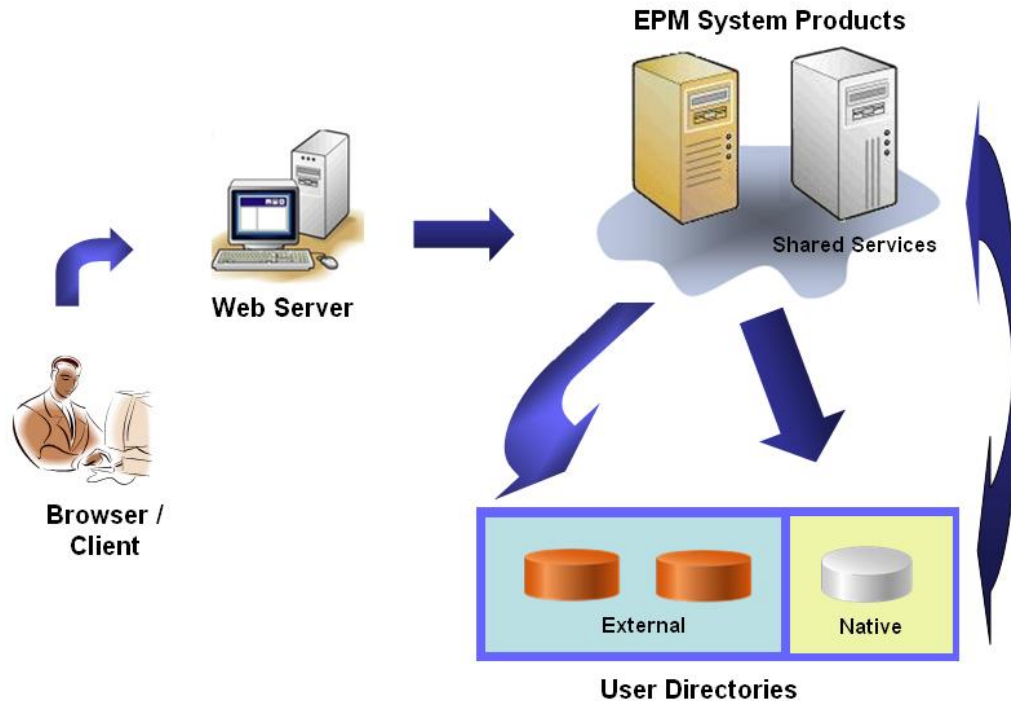 EPM System Products
Shared Services
Web Server
Browser /
Client
External
Native
User Directories